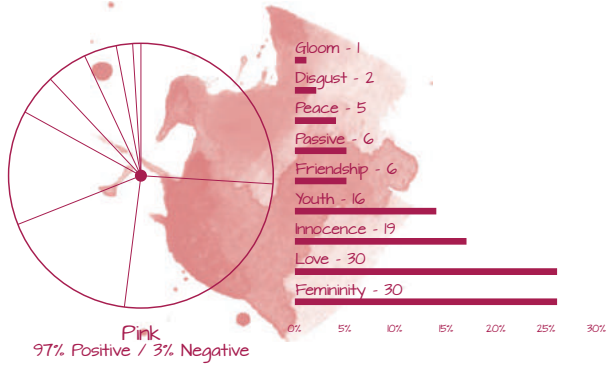 Gloom - 1
Disgust - 2
Peace - 5
Passive - 6
Friendship - 6
Youth - 16
Innocence - 19
Love - 30
Femininity - 30
0% 5% 10% 15% 20% 25% 30%
Pink
97% Positive / 3% Negative